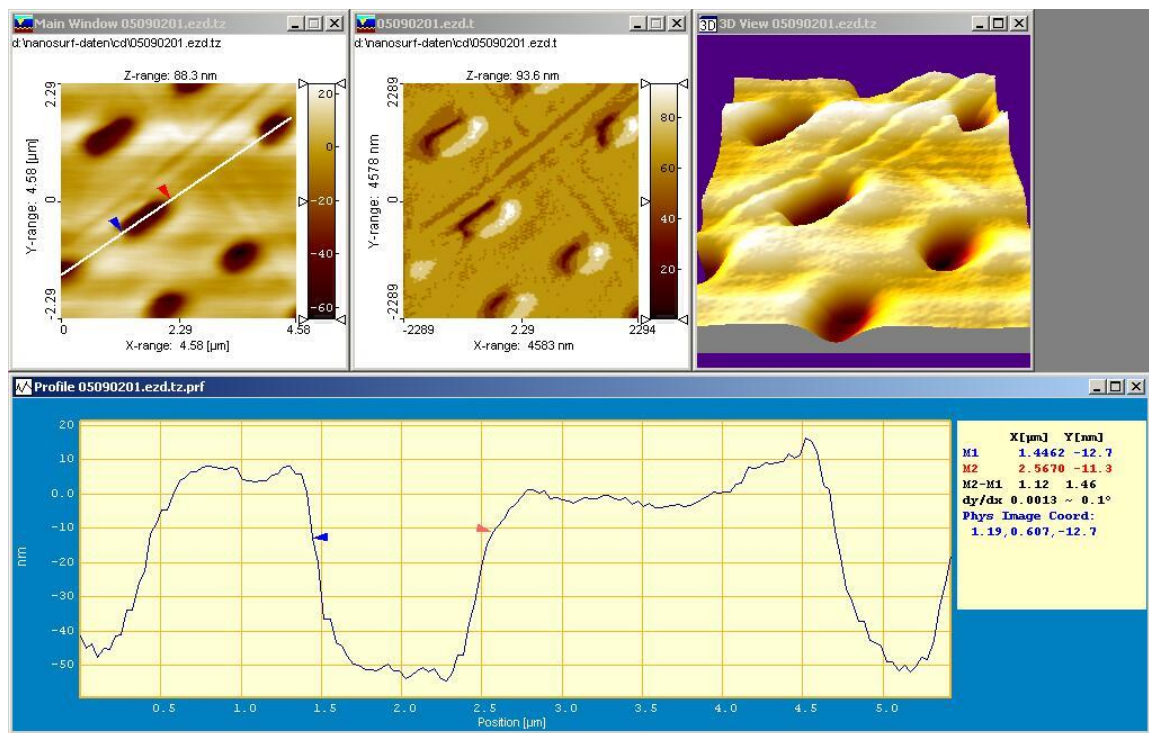 Main Window 05090201.ezd.tz
d:\nanosurf-daten\cd\05090201.ezd.tz
Z-range: 88.3 nm
2.29
0
-2.29
Y-range: 4.58 [µm]
20
0
-20
-40
-60
0
2.29
4.58
X-range: 4.58 [µm]
05090201.ezd.t
d:\nanosurf-daten\cd\05090201.ezd.t
Z-range: 93.6 nm
2289
0
-2289
Y-range: 4578 nm
80
60
40
20
-2289
2.29
2294
X-range: 4583 nm
3D
3D View 05090201.ezd.tz
Profile 05090201.ezd.tz.prf
20
10
0.0
-10
-20
-30
-40
-50
nm
0.5
1.0
1.5
2.0
2.5
3.0
3.5
4.0
4.5
5.0
Position [µm]
X[µm] Y[nm]
M1 1.4462 -12.7
M2 2.5670 -11.3
M2-M1 1.12 1.46
dy/dx 0.0013 ~ 0.1°
Phys Image Coord:
1.19,0.607,-12.7